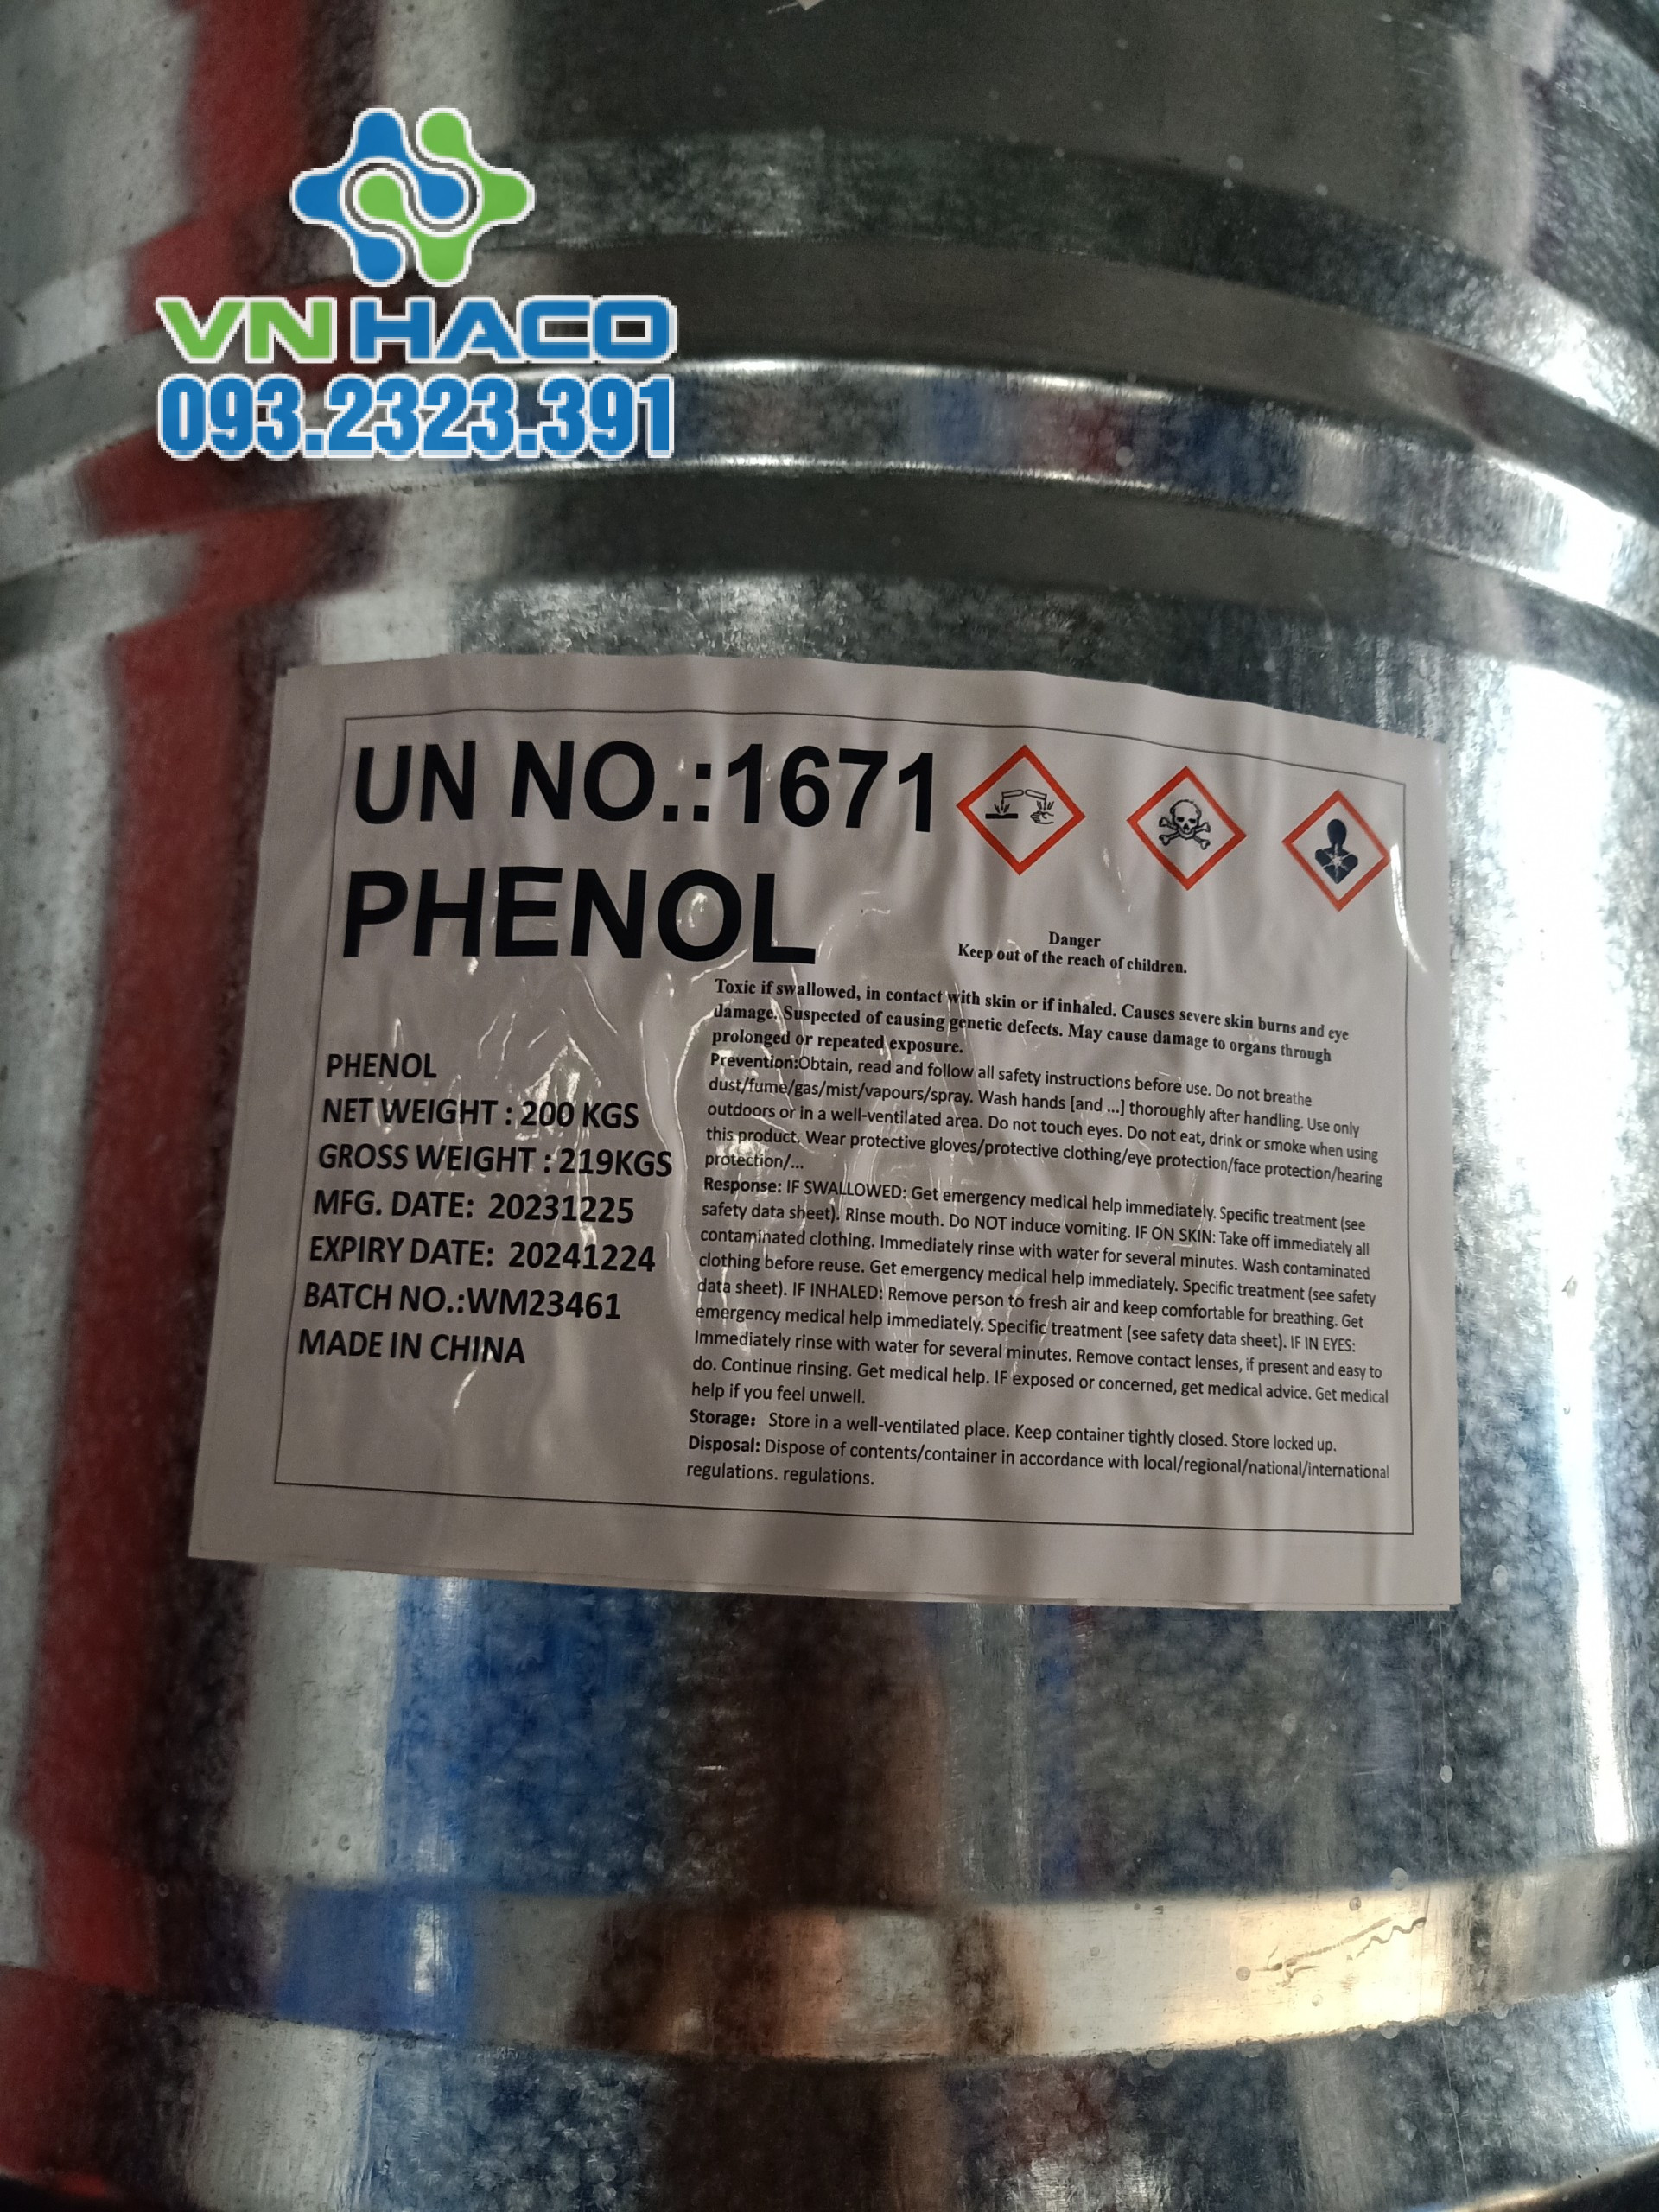 VN HACO
093.2323.391
UN NO.:1671
PHENOL
Danger
Keep out of the reach of children.
Toxic if swallowed, in contact with skin or if inhaled. Causes severe skin burns and eye
damage. Suspected of causing genetic defects. May cause damage to organs through
prolonged or repeated exposure.
Prevention:Obtain, read and follow all safety instructions before use. Do not breathe
dust/fume/gas/mist/vapours/spray. Wash hands [and ...] thoroughly after handling. Use only
outdoors or in a well-ventilated area. Do not touch eyes. Do not eat, drink or smoke when using
this product. Wear protective gloves/protective clothing/eye protection/face protection/hearing
protection/...
Response: IF SWALLOWED: Get emergency medical help immediately. Specific treatment (see
safety data sheet). Rinse mouth. Do NOT induce vomiting. IF ON SKIN: Take off immediately all
contaminated clothing. Immediately rinse with water for several minutes. Wash contaminated
clothing before reuse. Get emergency medical help immediately. Specific treatment (see safety
data sheet). IF INHALED: Remove person to fresh air and keep comfortable for breathing. Get
emergency medical help immediately. Specific treatment (see safety data sheet). IF IN EYES:
Immediately rinse with water for several minutes. Remove contact lenses, if present and easy to
do. Continue rinsing. Get medical help. IF exposed or concerned, get medical advice. Get medical
help if you feel unwell.
Storage: Store in a well-ventilated place. Keep container tightly closed. Store locked up.
Disposal: Dispose of contents/container in accordance with local/regional/national/international
regulations. regulations.
PHENOL
NET WEIGHT : 200 KGS
GROSS WEIGHT : 219KGS
MFG. DATE: 20231225
EXPIRY DATE: 20241224
BATCH NO.:WM23461
MADE IN CHINA